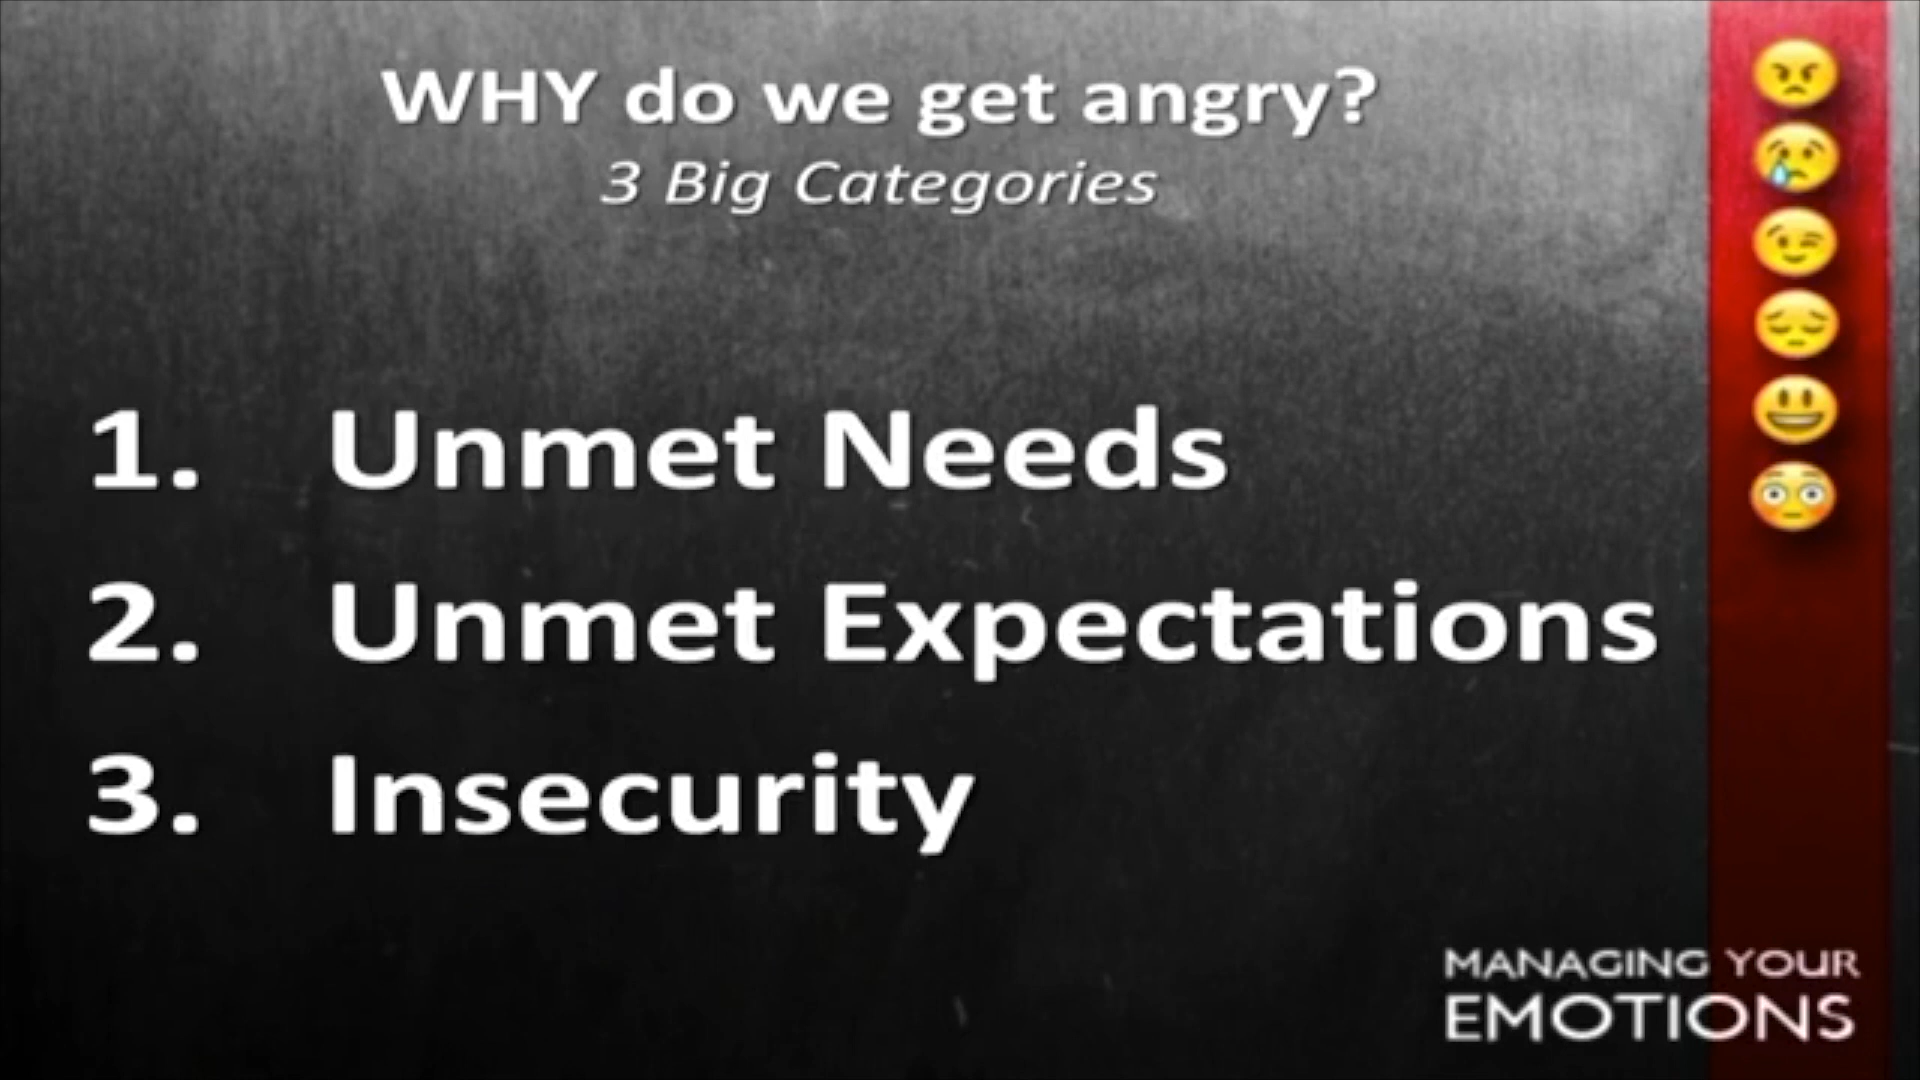 WHY do we get angry?
3 Big Categories
1. Unmet Needs
2. Unmet Expectations
3. Insecurity
MANAGING YOUR
EMOTIONS